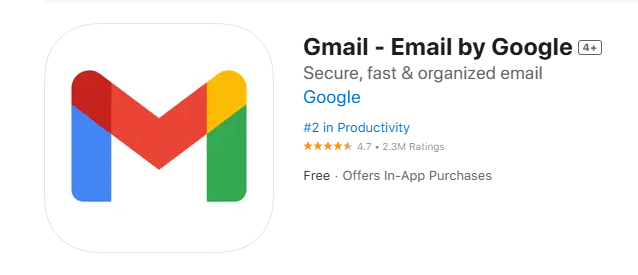 Gmail - Email by Google 4+
Secure, fast & organized email
Google
#2 in Productivity
4.7 • 2.3M Ratings
Free · Offers In-App Purchases